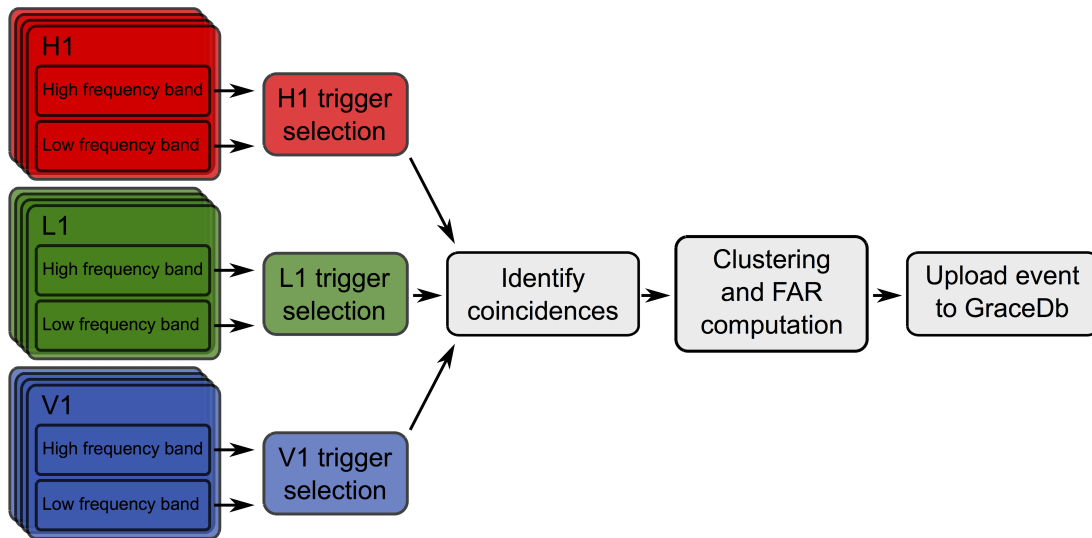 H1
High frequency band
Low frequency band
H1 trigger
selection
L1
High frequency band
Low frequency band
L1 trigger
selection
V1
High frequency band
Low frequency band
V1 trigger
selection
Identify
coincidences
Clustering
and FAR
computation
Upload event
to GraceDb